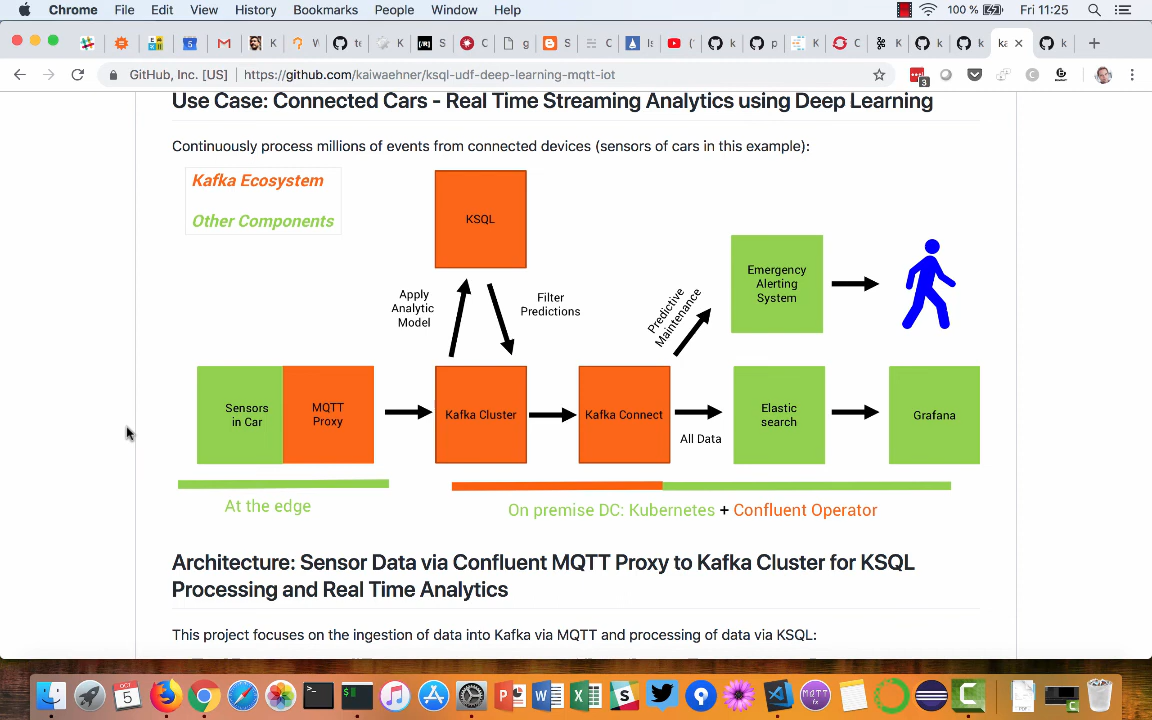 Chrome File Edit View History Bookmarks People Window Help 100 % Fri 11:25
GitHub, Inc. [US] https://github.com/kaiwaehner/ksql-udf-deep-learning-mqtt-iot
3
Use Case: Connected Cars - Real Time Streaming Analytics using Deep Learning
Continuously process millions of events from connected devices (sensors of cars in this example):
Kafka Ecosystem
Other Components
KSQL
Apply
Analytic
Model
Filter
Predictions
Predictive
Maintenance
Emergency
Alerting
System
Sensors
in Car
MQTT
Proxy
Kafka Cluster
Kafka Connect
All Data
Elastic
search
Grafana
At the edge
On premise DC: Kubernetes + Confluent Operator
Architecture: Sensor Data via Confluent MQTT Proxy to Kafka Cluster for KSQL
Processing and Real Time Analytics
This project focuses on the ingestion of data into Kafka via MQTT and processing of data via KSQL:
OCT
5